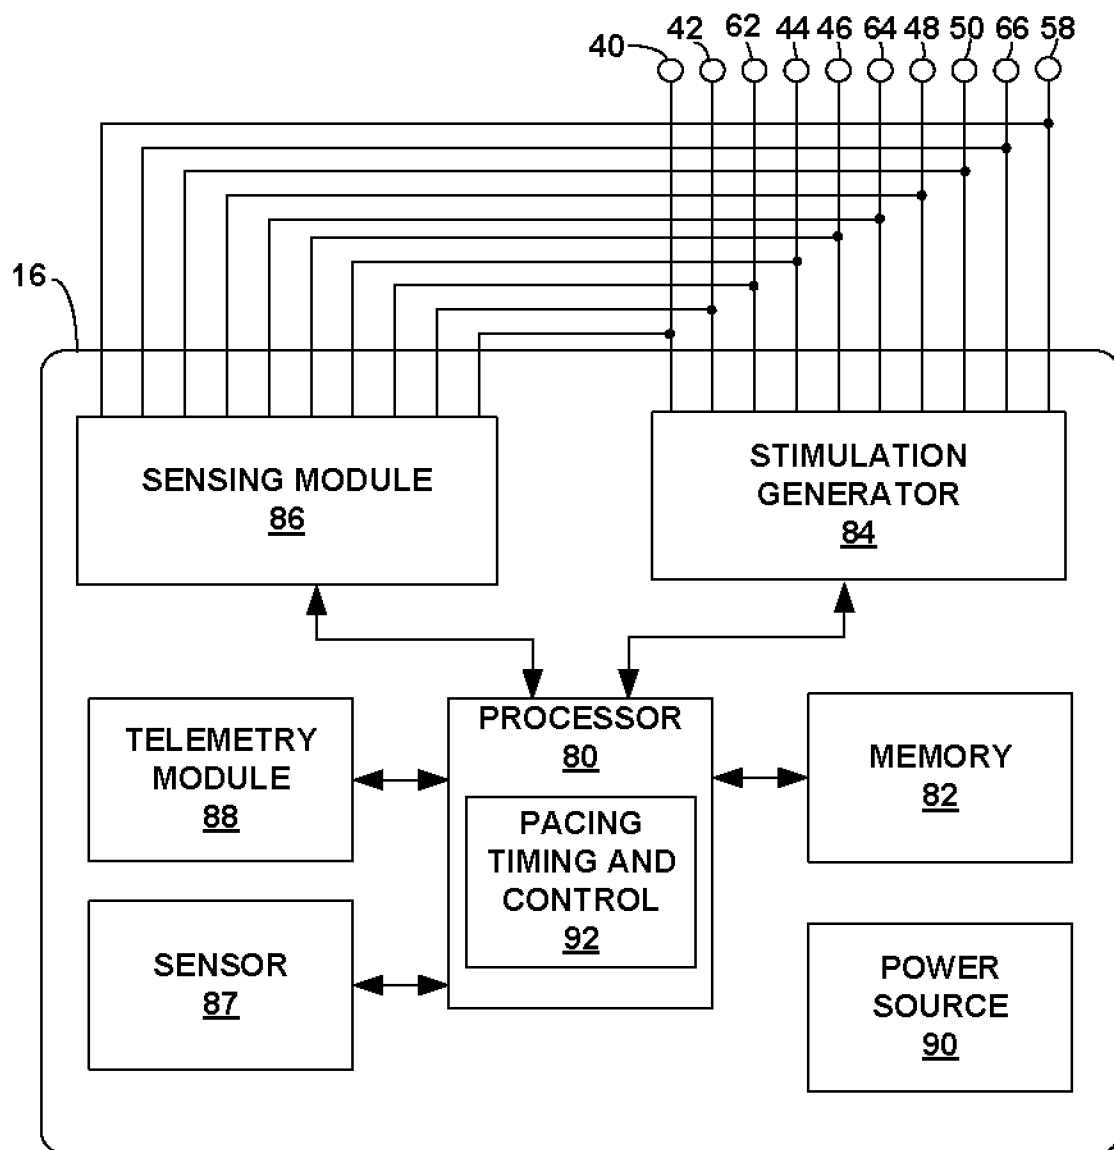 40 42 62 44 46 64 48 50 66 58
16
SENSING MODULE
86
STIMULATION
GENERATOR
84
TELEMETRY
MODULE
88
PROCESSOR
80
PACING
TIMING AND
CONTROL
92
MEMORY
82
SENSOR
87
POWER
SOURCE
90